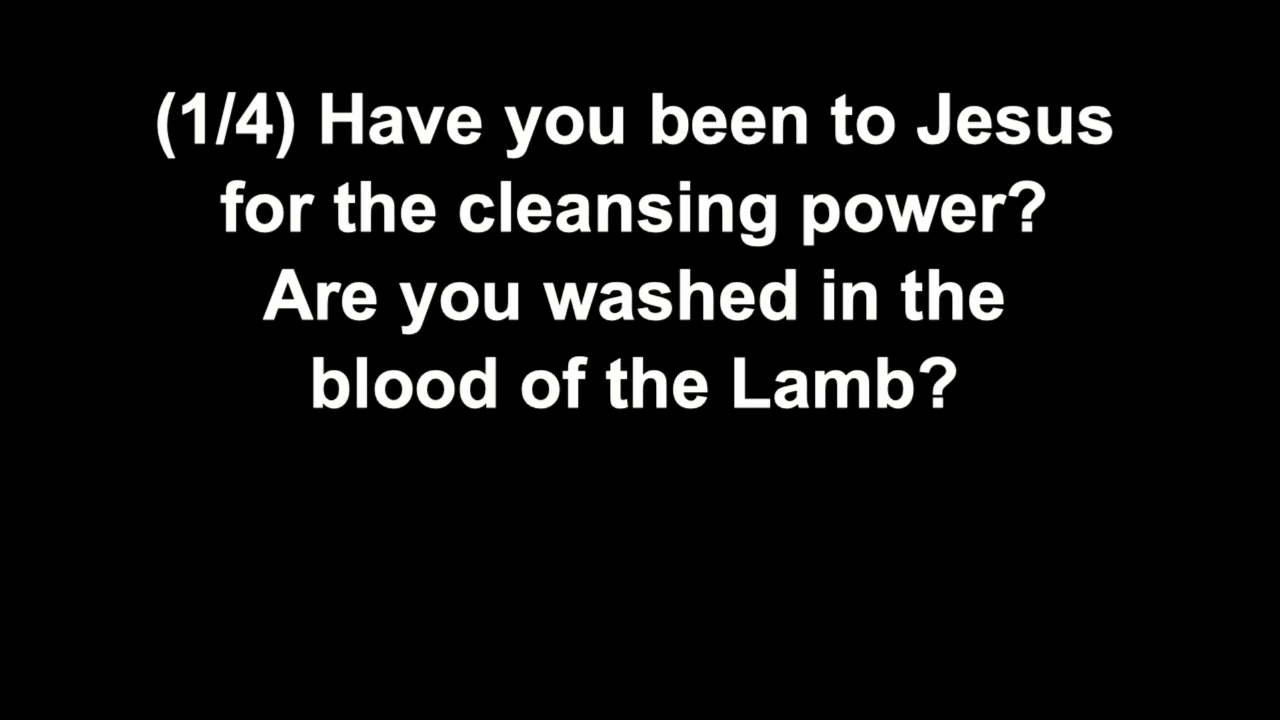 (1/4) Have you been to Jesus
for the cleansing power?
Are you washed in the
blood of the Lamb?